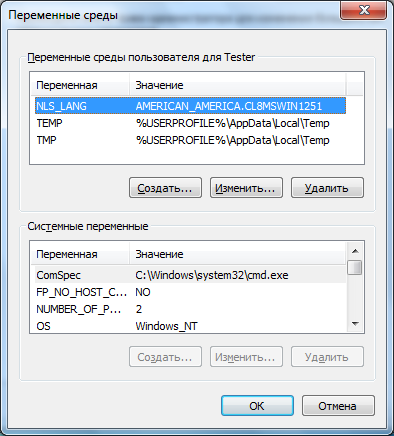 Переменные среды
Переменные среды пользователя для Tester
Переменная Значение
NLS_LANG AMERICAN_AMERICA.CL8MSWIN1251
TEMP %USERPROFILE%\AppData\Local\Temp
TMP %USERPROFILE%\AppData\Local\Temp
Создать... Изменить... Удалить
Системные переменные
Переменная Значение
ComSpec C:\Windows\system32\cmd.exe
FP_NO_HOST_C... NO
NUMBER_OF_P... 2
OS Windows_NT
Создать... Изменить... Удалить
OK Отмена